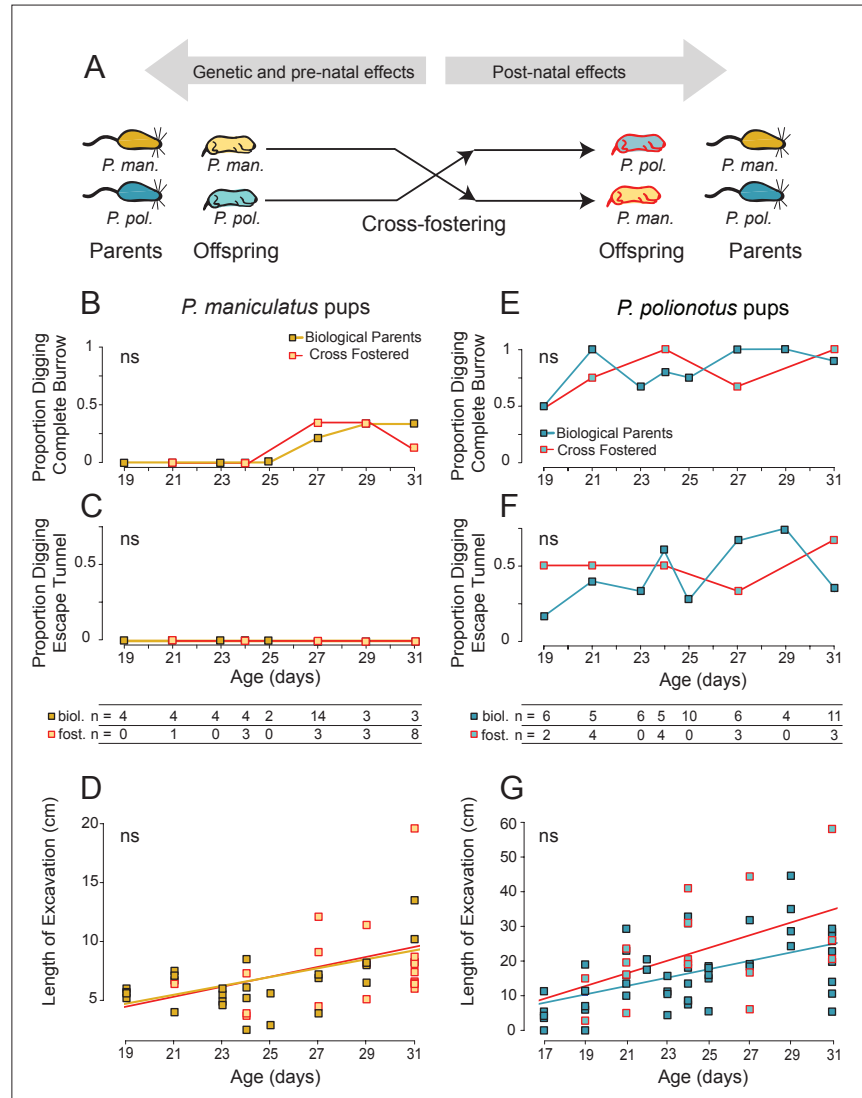 A
Genetic and pre-natal effects
Post-natal effects
P. man.
P. man.
P. pol.
P. man.
P. pol.
P. pol.
P. man.
P. pol.
Cross-fostering
Parents
Offspring
Offspring
Parents
B
P. maniculatus pups
Proportion Digging
Complete Burrow
ns
Biological Parents
Cross Fostered
1
0.5
0
19 21 23 25 27 29 31
C
Proportion Digging
Escape Tunnel
ns
0.5
0
19 21 23 25 27 29 31
Age (days)
biol. n = 4 4 4 4 2 14 3 3
fost. n = 0 1 0 3 0 3 3 8
D
Length of Excavation (cm)
ns
20
15
10
5
19 21 23 25 27 29 31
Age (days)
E
P. polionotus pups
Proportion Digging
Complete Burrow
ns
Biological Parents
Cross Fostered
1
0.5
0
19 21 23 25 27 29 31
F
Proportion Digging
Escape Tunnel
ns
0.5
0
19 21 23 25 27 29 31
Age (days)
biol. n = 6 5 6 5 10 6 4 11
fost. n = 2 4 0 4 0 3 0 3
G
Length of Excavation (cm)
ns
60
50
40
30
20
10
0
17 19 21 23 25 27 29 31
Age (days)